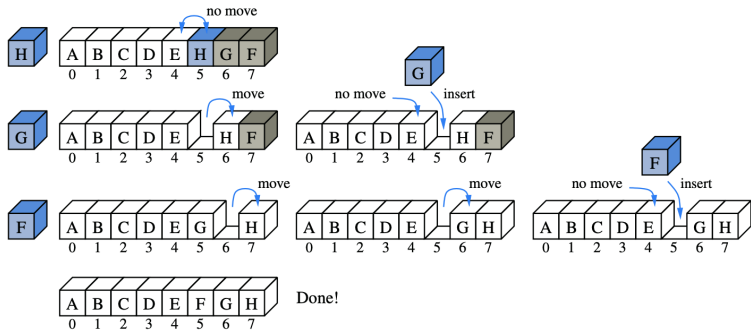 no move
H A B C D E H G F
0 1 2 3 4 5 6 7
G
move no move insert
G A B C D E H F A B C D E H F
0 1 2 3 4 5 6 7 0 1 2 3 4 5 6 7
F
move move no move insert
F A B C D E G H A B C D E G H A B C D E G H
0 1 2 3 4 5 6 7 0 1 2 3 4 5 6 7 0 1 2 3 4 5 6 7
A B C D E F G H Done!
0 1 2 3 4 5 6 7